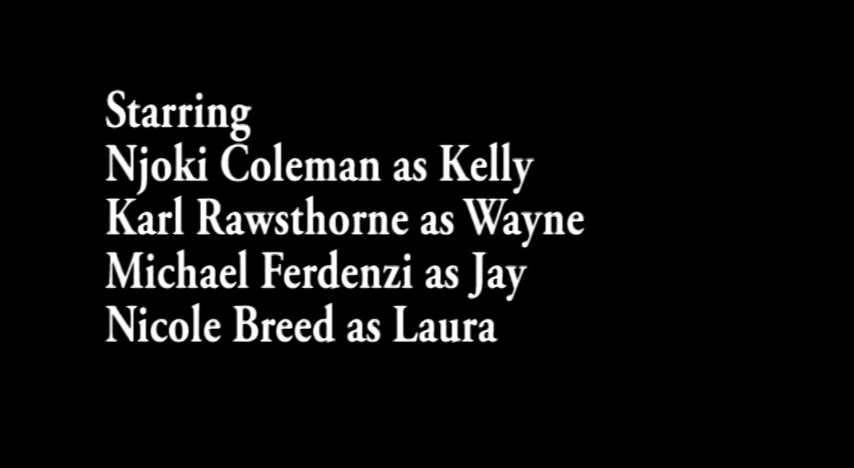 Starring
Njoki Coleman as Kelly
Karl Rawsthorne as Wayne
Michael Ferdenzi as Jay
Nicole Breed as Laura